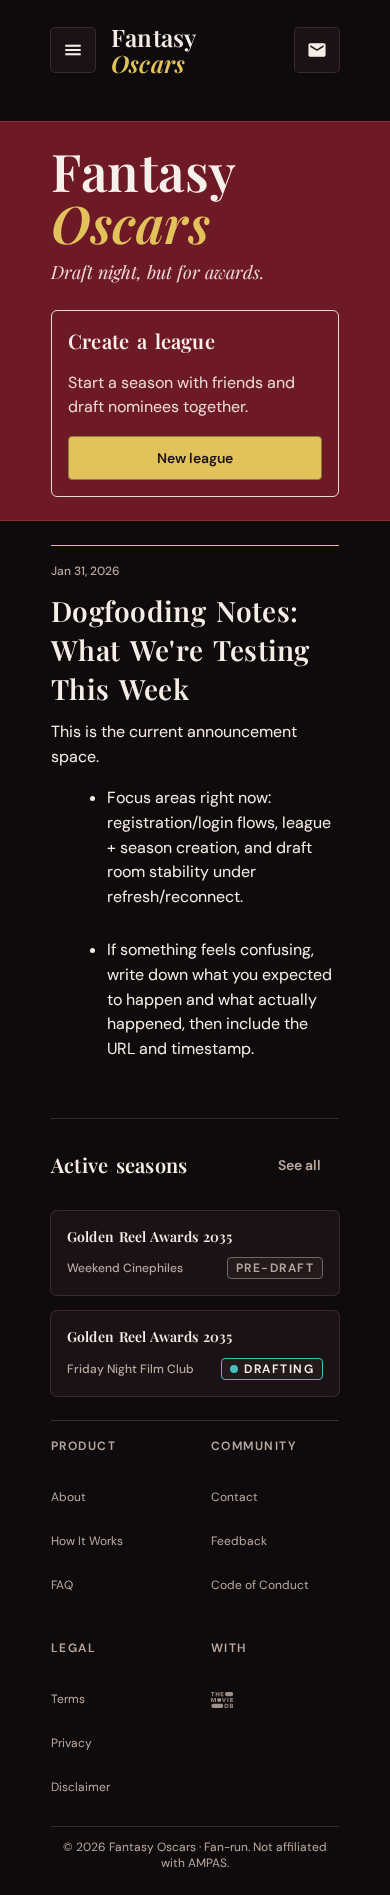 Fantasy
Oscars
Fantasy
Oscars
Draft night, but for awards.
Create a league
Start a season with friends and
draft nominees together.
New league
Jan 31, 2026
Dogfooding Notes:
What We're Testing
This Week
This is the current announcement
space.
• Focus areas right now:
registration/login flows, league
+ season creation, and draft
room stability under
refresh/reconnect.
• If something feels confusing,
write down what you expected
to happen and what actually
happened, then include the
URL and timestamp.
Active seasons
See all
Golden Reel Awards 2035
Weekend Cinephiles
PRE-DRAFT
Golden Reel Awards 2035
Friday Night Film Club
DRAFTING
PRODUCT
About
How It Works
FAQ
COMMUNITY
Contact
Feedback
Code of Conduct
LEGAL
Terms
Privacy
Disclaimer
WITH
THE
MOVIE
DB
© 2026 Fantasy Oscars · Fan-run. Not affiliated
with AMPAS.